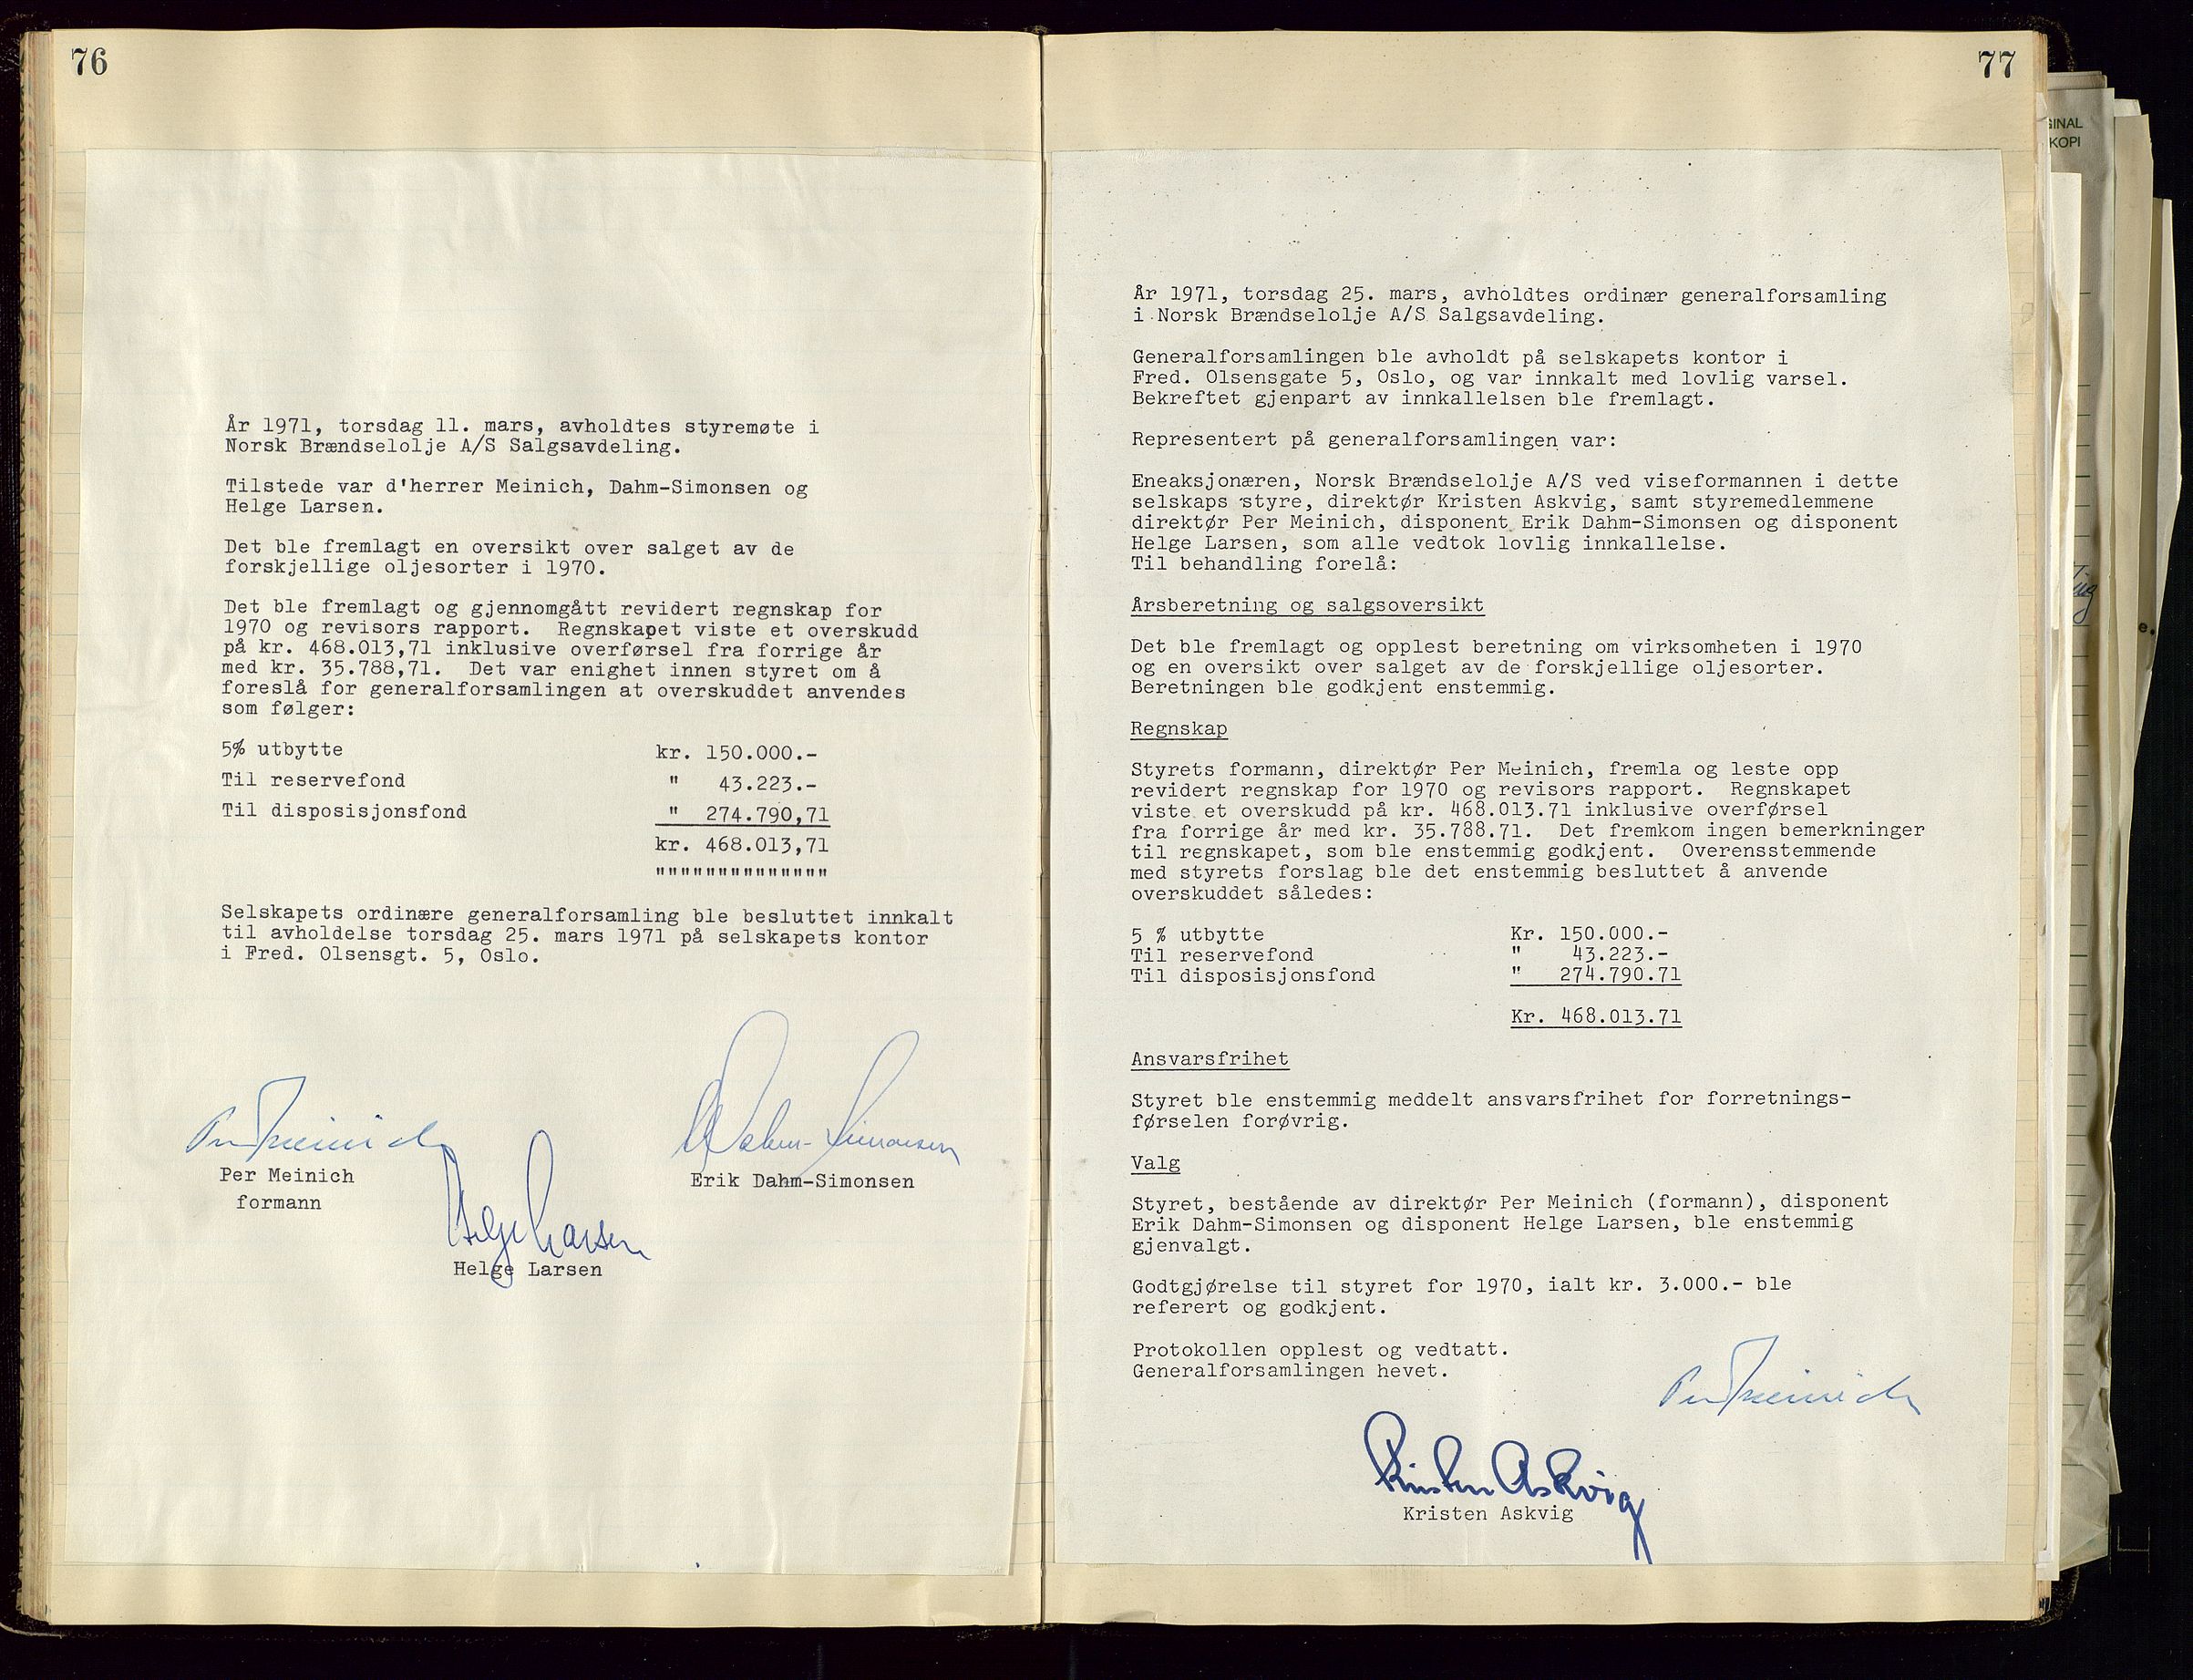 76
År 1971, torsdag 11. mars, avholdtes styremøte i
Norsk Brændselolje A/S Salgsavdeling.
Tilstede var d'herrer Meinich, Dahm-Simonsen og
Helge Larsen.
Det ble fremlagt en oversikt over salget av de
forskjellige oljesorter i 1970.
Det ble fremlagt og gjennomgått revidert regnskap for
1970 og revisors rapport.  Regnskapet viste et overskudd
på kr. 468.013,71 inklusive overførsel fra forrige år
med kr. 35.788,71.  Det var enighet innen styret om å
foreslå for generalforsamlingen at overskuddet anvendes
som følger:
5% utbytte kr. 150.000.-
Til reservefond " 43.223.-
Til disposisjonsfond " 274.790,71
kr. 468.013,71
""""""""""""""
Selskapets ordinære generalforsamling ble besluttet innkalt
til avholdelse torsdag 25. mars 1971 på selskapets kontor
i Fred. Olsensgt. 5, Oslo.
Per Meinich
Dahm-Simonsen
Per Meinich
formann
Erik Dahm-Simonsen
Helge Larsen
Helge Larsen
77
År 1971, torsdag 25. mars, avholdtes ordinær generalforsamling
i Norsk Brændselolje A/S Salgsavdeling.
Generalforsamlingen ble avholdt på selskapets kontor i
Fred. Olsensgate 5, Oslo, og var innkalt med lovlig varsel.
Bekreftet gjenpart av innkallelsen ble fremlagt.
Representert på generalforsamlingen var:
Eneaksjonæren, Norsk Brændselolje A/S ved viseformannen i dette
selskaps styre, direktør Kristen Askvig, samt styremedlemmene
direktør Per Meinich, disponent Erik Dahm-Simonsen og disponent
Helge Larsen, som alle vedtok lovlig innkallelse.
Til behandling forelå:
Årsberetning og salgsoversikt
Det ble fremlagt og opplest beretning om virksomheten i 1970
og en oversikt over salget av de forskjellige oljesorter.
Beretningen ble godkjent enstemmig.
Regnskap
Styrets formann, direktør Per Meinich, fremla og leste opp
revidert regnskap for 1970 og revisors rapport.  Regnskapet
viste et overskudd på kr. 468.013.71 inklusive overførsel
fra forrige år med kr. 35.788.71.  Det fremkom ingen bemerkninger
til regnskapet, som ble enstemmig godkjent.  Overensstemmende
med styrets forslag ble det enstemmig besluttet å anvende
overskuddet således:
5 % utbytte Kr. 150.000.-
Til reservefond " 43.223.-
Til disposisjonsfond " 274.790.71
Kr. 468.013.71
Ansvarsfrihet
Styret ble enstemmig meddelt ansvarsfrihet for forretnings-
førselen forøvrig.
Valg
Styret, bestående av direktør Per Meinich (formann), disponent
Erik Dahm-Simonsen og disponent Helge Larsen, ble enstemmig
gjenvalgt.
Godtgjørelse til styret for 1970, ialt kr. 3.000.- ble
referert og godkjent.
Protokollen opplest og vedtatt.
Generalforsamlingen hevet.
Per Meinich
Kristen Askvig
Kristen Askvig
KOPI